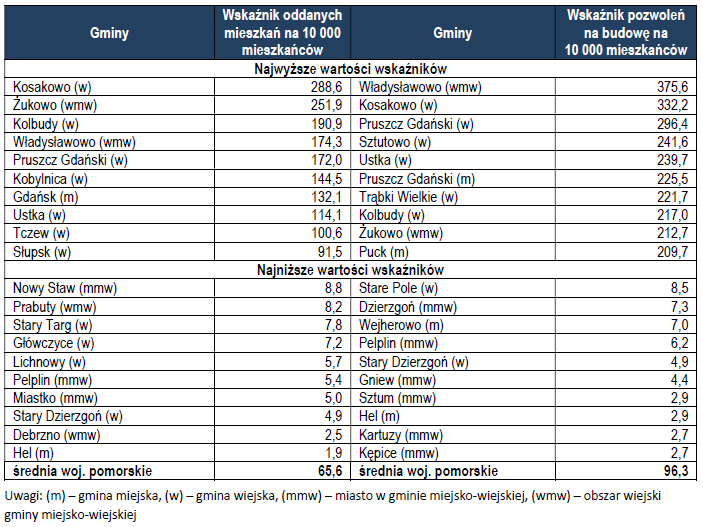 Gminy | Wskaźnik oddanych mieszkań na 10 000 mieszkańców | Gminy | Wskaźnik pozwoleń na budowę na 10 000 mieszkańców
Najwyższe wartości wskaźników
Kosakowo (w) | 288,6 | Władysławowo (wmw) | 375,6
Żukowo (wmw) | 251,9 | Kosakowo (w) | 332,2
Kolbudy (w) | 190,9 | Pruszcz Gdański (w) | 296,4
Władysławowo (wmw) | 174,3 | Sztutowo (w) | 241,6
Pruszcz Gdański (w) | 172,0 | Ustka (w) | 239,7
Kobylnica (w) | 144,5 | Pruszcz Gdański (m) | 225,5
Gdańsk (m) | 132,1 | Trąbki Wielkie (w) | 221,7
Ustka (w) | 114,1 | Kolbudy (w) | 217,0
Tczew (w) | 100,6 | Żukowo (wmw) | 212,7
Słupsk (w) | 91,5 | Puck (m) | 209,7
Najniższe wartości wskaźników
Nowy Staw (mmw) | 8,8 | Stare Pole (w) | 8,5
Prabuty (wmw) | 8,2 | Dzierzgoń (mmw) | 7,3
Stary Targ (w) | 7,8 | Wejherowo (m) | 7,0
Główczyce (w) | 7,2 | Pelplin (mmw) | 6,2
Lichnowy (w) | 5,7 | Stary Dzierzgoń (w) | 4,9
Pelplin (mmw) | 5,4 | Gniew (mmw) | 4,4
Miastko (mmw) | 5,0 | Sztum (mmw) | 2,9
Stary Dzierzgoń (w) | 4,9 | Hel (m) | 2,9
Debrzno (wmw) | 2,5 | Kartuzy (mmw) | 2,7
Hel (m) | 1,9 | Kępice (mmw) | 2,7
średnia woj. pomorskie | 65,6 | średnia woj. pomorskie | 96,3
Uwagi: (m) – gmina miejska, (w) – gmina wiejska, (mmw) – miasto w gminie miejsko-wiejskiej, (wmw) – obszar wiejski
gminy miejsko-wiejskiej